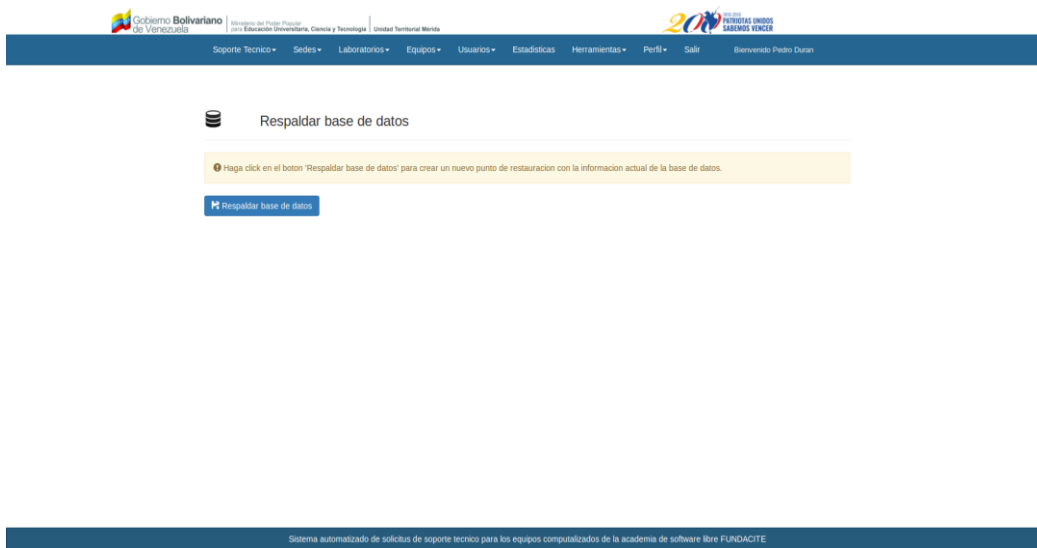 Gobierno Bolivariano
de Venezuela
Ministerio del Poder Popular
para Educación Universitaria, Ciencia y Tecnología
Unidad Territorial Mérida
200
PATRIOTAS UNIDOS
SABEMOS VENCER
Soporte Tecnico Sedes Laboratorios Equipos Usuarios Estadisticas Herramientas Perfil Salir Bienvenido Pedro Duran
Respaldar base de datos
Haga click en el boton 'Respaldar base de datos' para crear un nuevo punto de restauracion con la informacion actual de la base de datos.
Respaldar base de datos
Sistema automatizado de solicitus de soporte tecnico para los equipos computalizados de la academia de software libre FUNDACITE